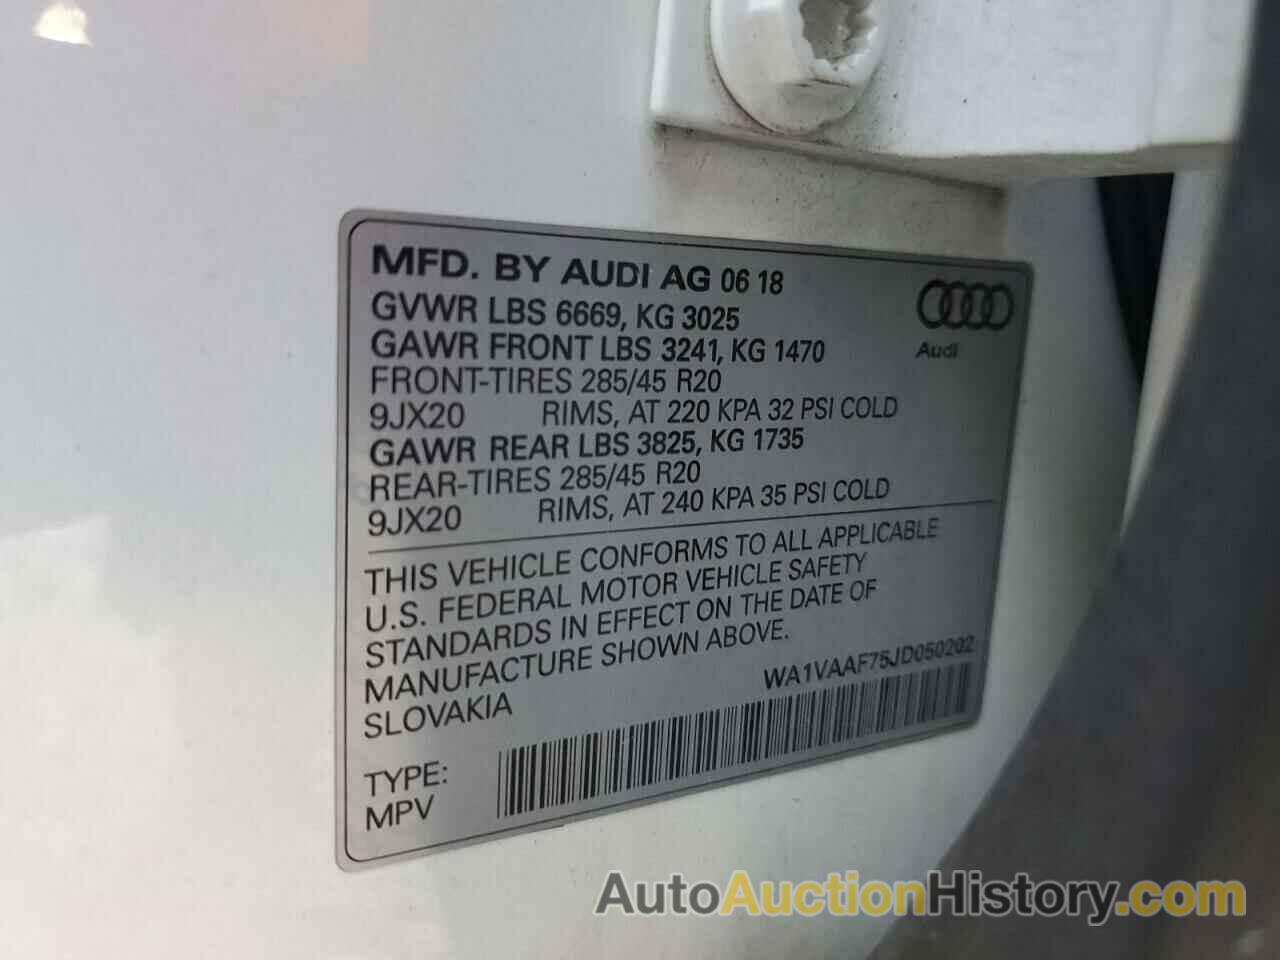 MFD. BY AUDI AG 06 18
GVWR LBS 6669, KG 3025
GAWR FRONT LBS 3241, KG 1470
FRONT-TIRES 285/45 R20
9JX20 RIMS, AT 220 KPA 32 PSI COLD
GAWR REAR LBS 3825, KG 1735
REAR-TIRES 285/45 R20
9JX20 RIMS, AT 240 KPA 35 PSI COLD
Audi
THIS VEHICLE CONFORMS TO ALL APPLICABLE
U.S. FEDERAL MOTOR VEHICLE SAFETY
STANDARDS IN EFFECT ON THE DATE OF
MANUFACTURE SHOWN ABOVE.
SLOVAKIA
WA1VAAF75JD050202
TYPE:
MPV
AutoAuctionHistory.com